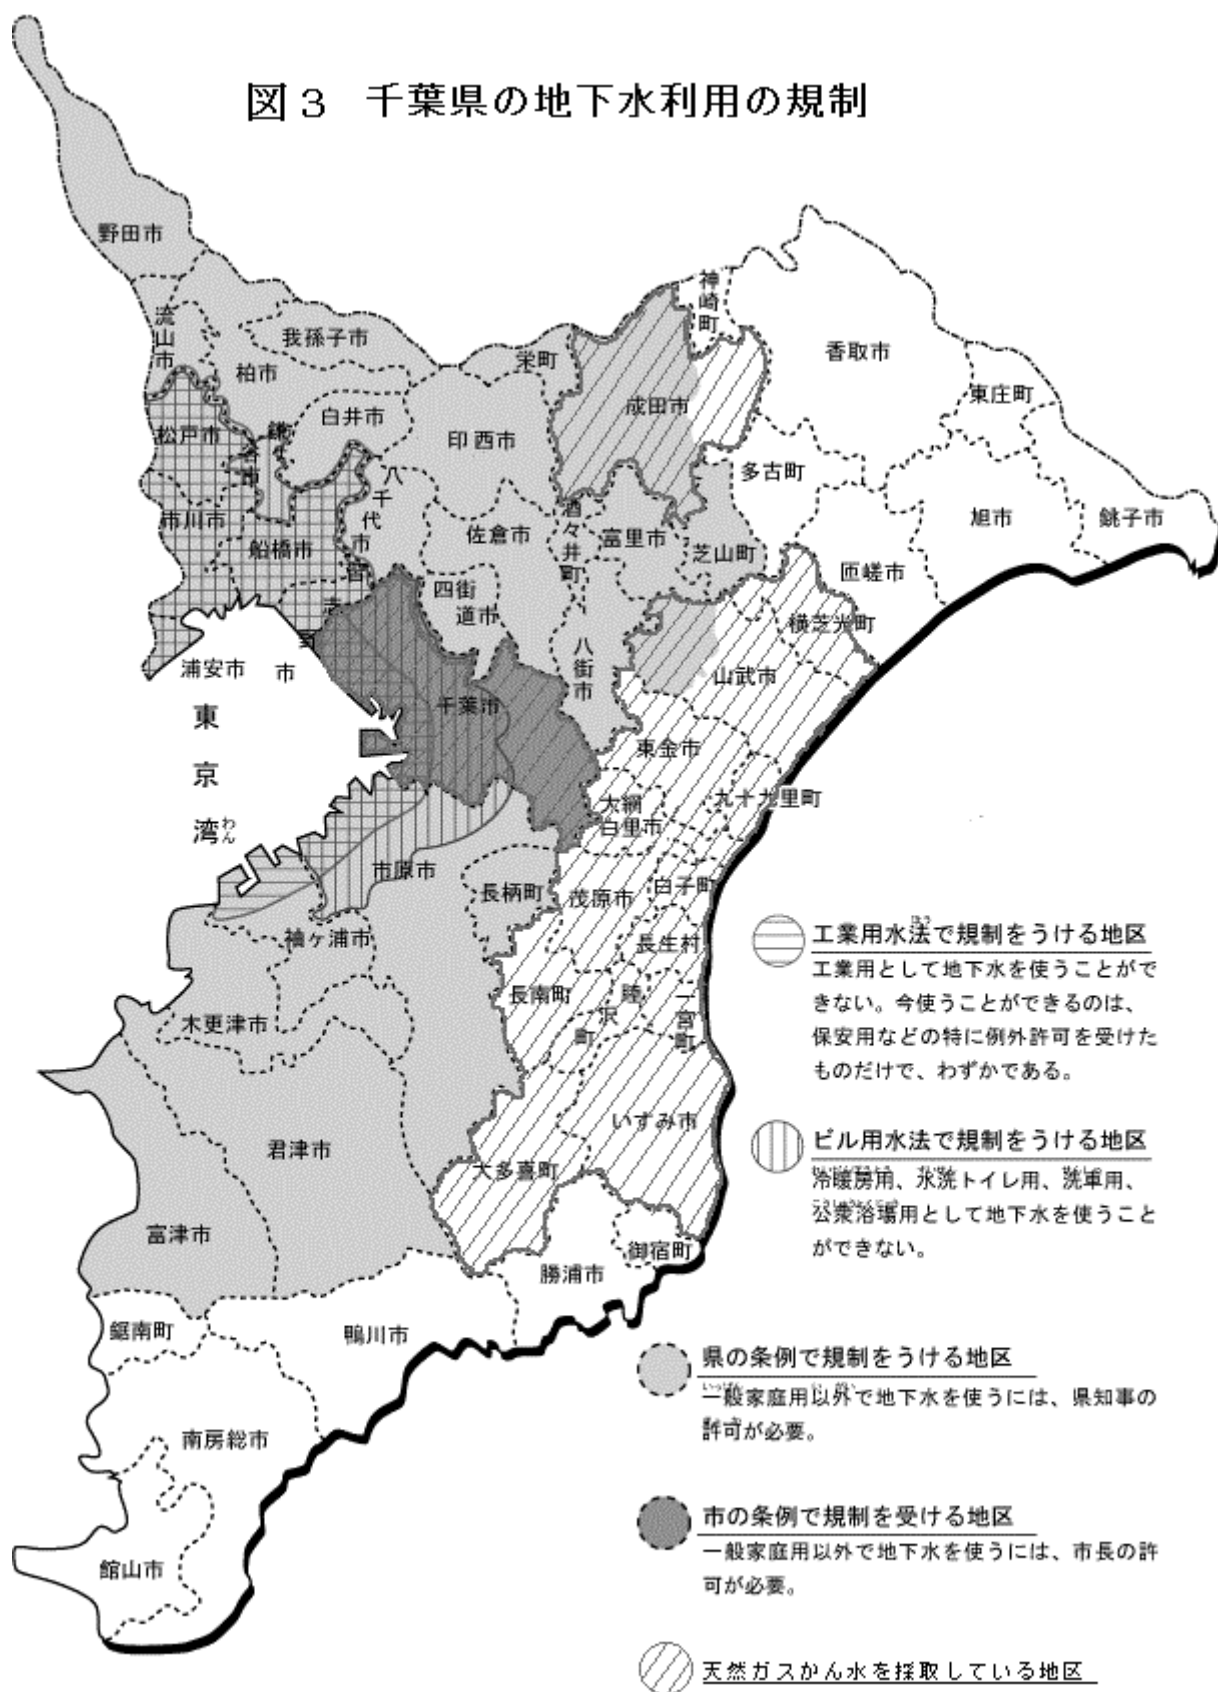 図3 千葉県の地下水利用の規制
野田市
流山市
我孫子市
柏市
栄町
神崎町
香取市
東庄町
成田市
白井市
印西市
松戸市
鎌ケ谷市
多古町
八千代市
市川市
船橋市
佐倉市
酒々井町
富里市
芝山町
旭市
銚子市
匝瑳市
習志野市
四街道市
横芝光町
浦安市
八街市
山武市
千葉市
東金市
東京湾
わん
大網白里市
九十九里町
市原市
長柄町
茂原市
白子町
袖ヶ浦市
長生村
長南町
睦沢町
一宮町
木更津市
君津市
いすみ市
大多喜町
富津市
御宿町
勝浦市
鋸南町
鴨川市
南房総市
館山市
工業用水法で規制をうける地区
工業用として地下水を使うことがで
きない。今使うことができるのは、
保安用などの特に例外許可を受けた
ものだけで、わずかである。
ビル用水法で規制をうける地区
冷暖房用、水洗トイレ用、洗車用、
公衆浴場用として地下水を使うこと
ができない。
県の条例で規制をうける地区
一般家庭用以外で地下水を使うには、県知事の
許可が必要。
市の条例で規制を受ける地区
一般家庭用以外で地下水を使うには、市長の許
可が必要。
天然ガスかん水を採取している地区